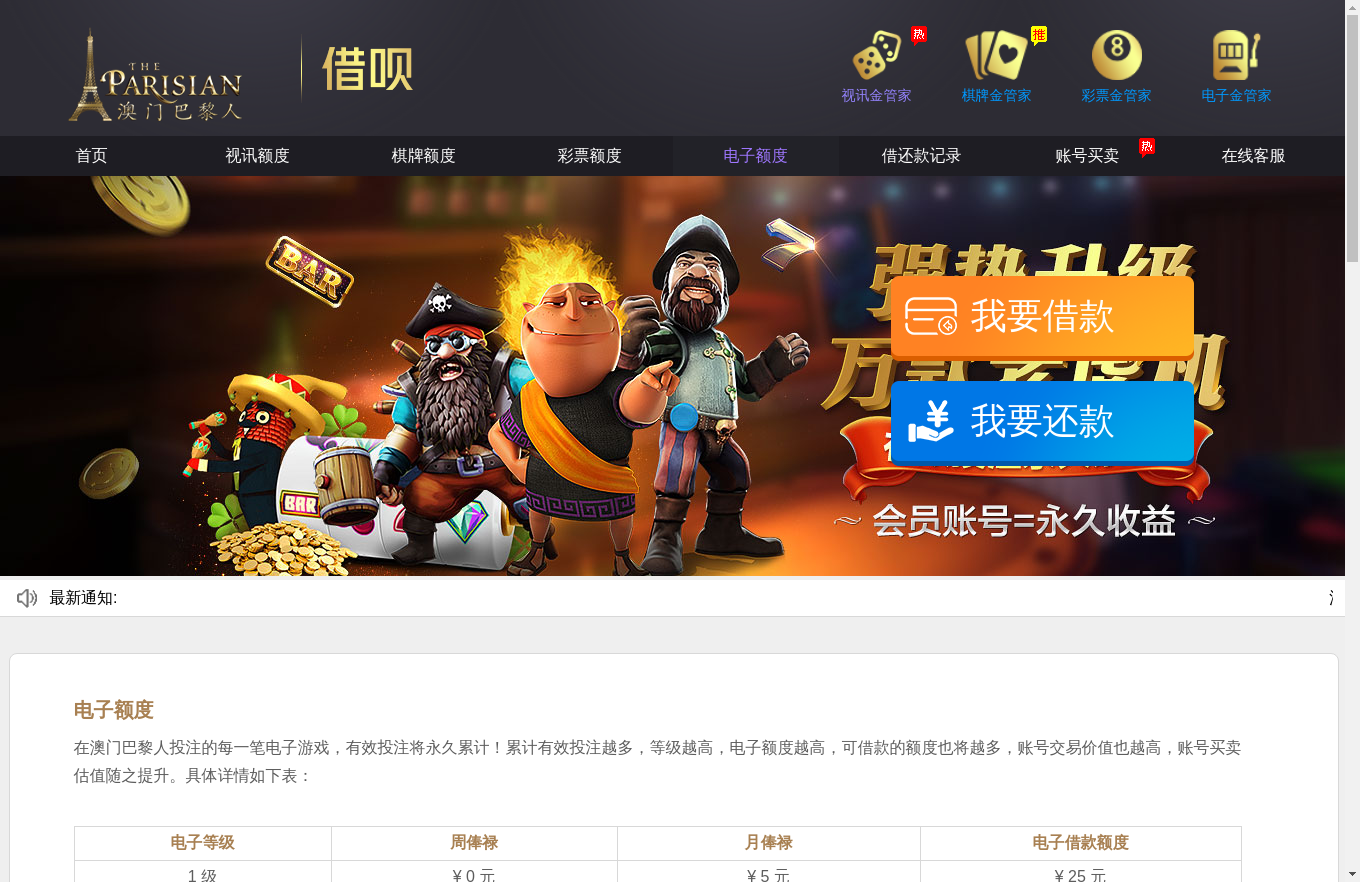 THE
PARISIAN
澳门巴黎人
借呗
热
推
视讯金管家
棋牌金管家
8
彩票金管家
电子金管家
首页
视讯额度
棋牌额度
彩票额度
电子额度
借还款记录
账号买卖
热
在线客服
BAR
强势升级
我要借款
我要还款
BAR
会员账号=永久收益
最新通知:
电子额度
在澳门巴黎人投注的每一笔电子游戏，有效投注将永久累计！累计有效投注越多，等级越高，电子额度越高，可借款的额度也将越多，账号交易价值也越高，账号买卖
估值随之提升。具体详情如下表：
电子等级 周俸禄 月俸禄 电子借款额度
1 级 ¥ 0 元 ¥ 5 元 ¥ 25 元